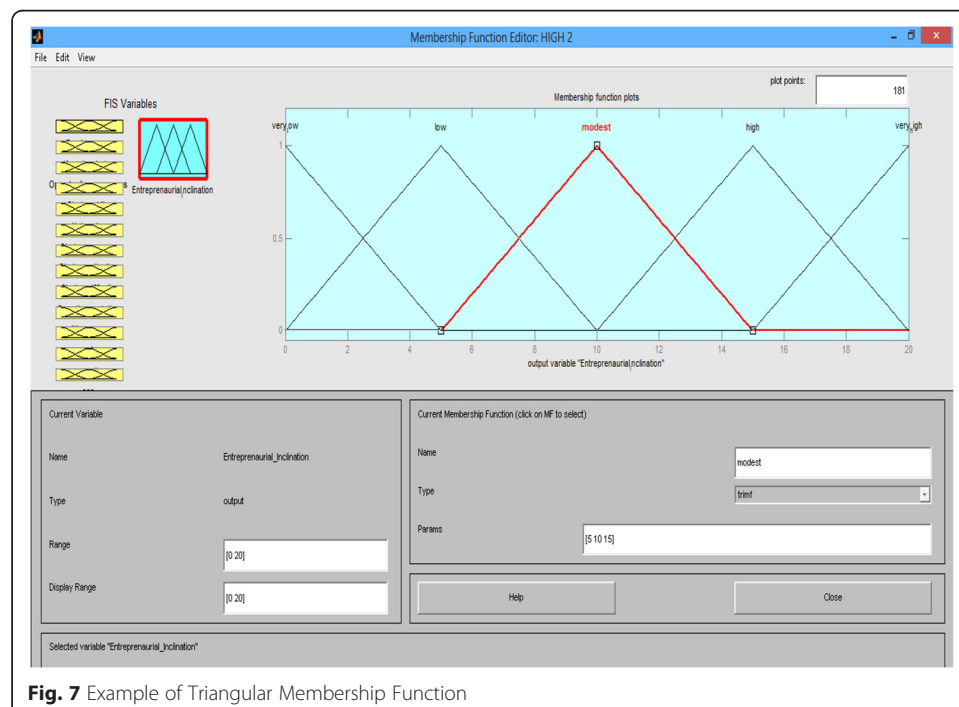 Membership Function Editor: HIGH 2
File Edit View
plot points:
181
FIS Variables
Membership function plots
very_low
low
modest
high
very_high
1
0.5
0
Entreprenaurial_Inclination
0 2 4 6 8 10 12 14 16 18 20
output variable "Entreprenaurial_Inclination"
Current Variable
Current Membership Function (click on MF to select)
Name
Entreprenaurial_Inclination
Name
modest
Type
output
Type
trimf
Params
[5 10 15]
Range
[0 20]
Display Range
[0 20]
Help
Close
Selected variable "Entreprenaurial_Inclination"
Fig. 7 Example of Triangular Membership Function